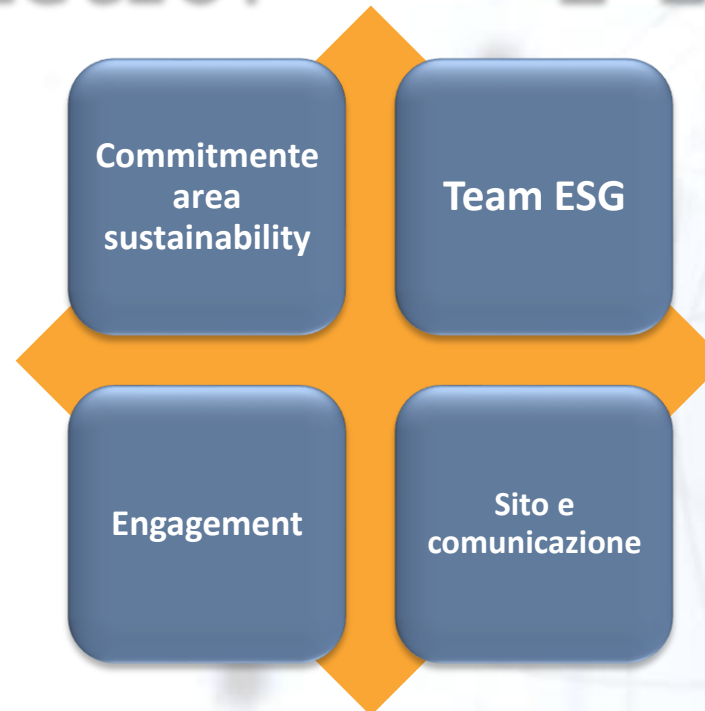 Commitmente
area
sustainability
Team ESG
Engagement
Sito e
comunicazione